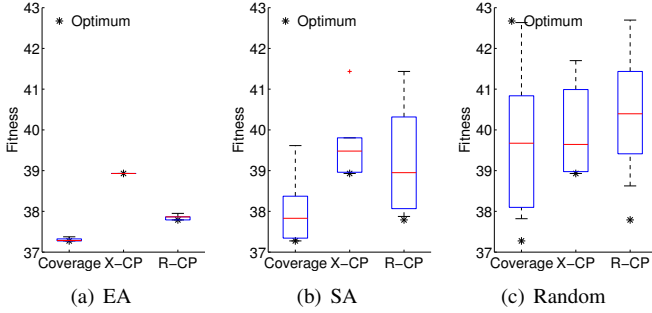 43
42
41
40
39
38
37
Fitness
* Optimum
Coverage X-CP R-CP
(a) EA
43
42
41
40
39
38
37
Fitness
* Optimum
Coverage X-CP R-CP
(b) SA
43
42
41
40
39
38
37
Fitness
* Optimum
Coverage X-CP R-CP
(c) Random